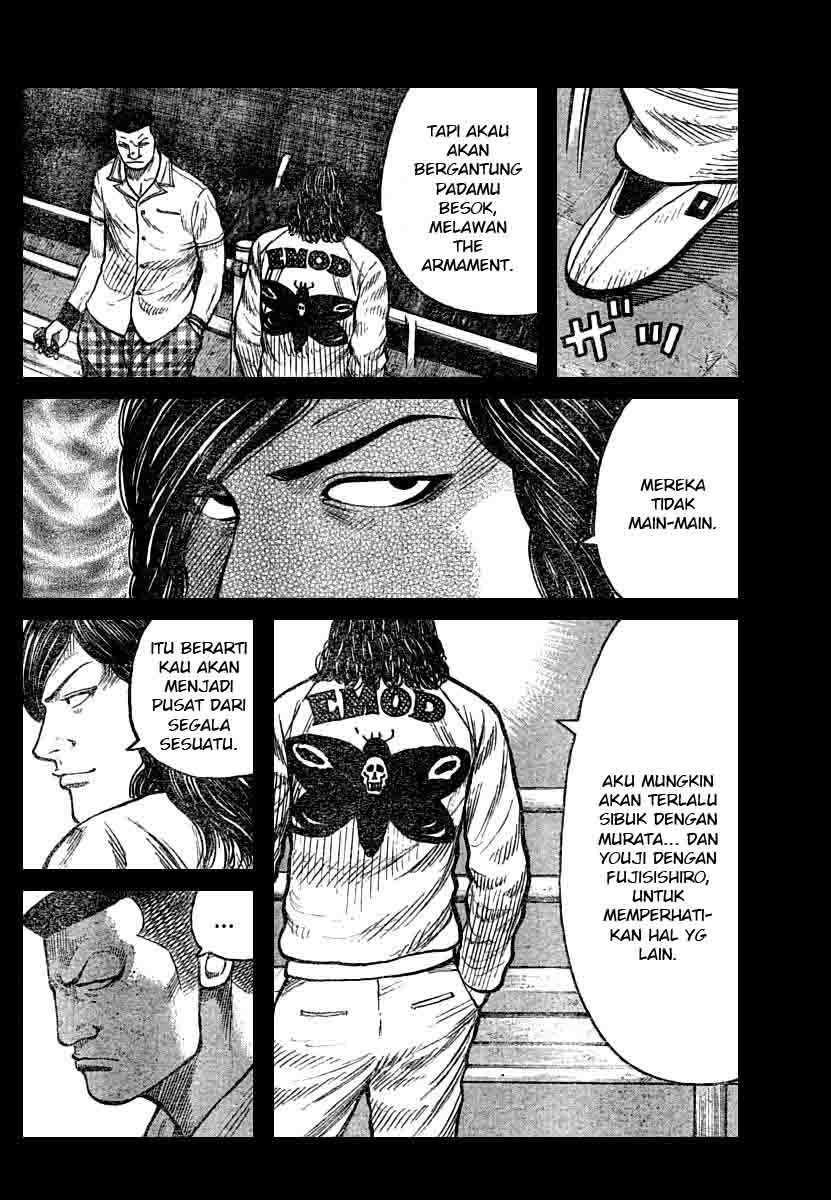 ザッ
TAPI AKAU
AKAN
BERGANTUNG
PADAMU
BESOK,
MELAWAN
THE
ARMAMENT.
EMOD
MEREKA
TIDAK
MAIN-MAIN.
AKU MUNGKIN
AKAN TERLALU
SIBUK DENGAN
MURATA... DAN
YOUJI DENGAN
FUJISISHIRO,
UNTUK
MEMPERHATI-
KAN HAL YG
LAIN.
EMOD
ITU BERARTI
KAU AKAN
MENJADI
PUSAT DARI
SEGALA
SESUATU.
...